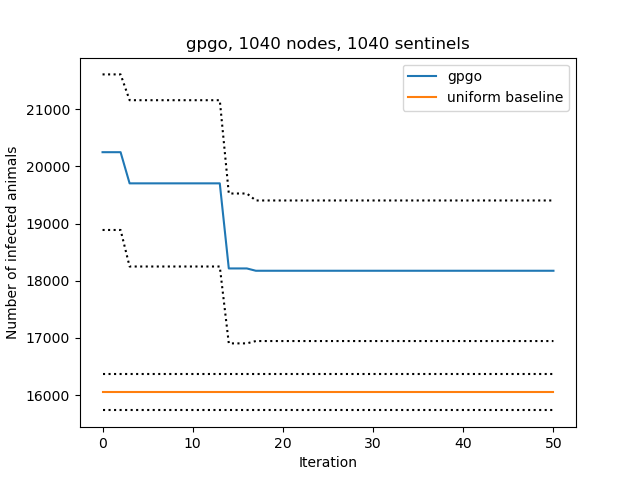 gpgo, 1040 nodes, 1040 sentinels
gpgo
uniform baseline
Number of infected animals
21000
20000
19000
18000
17000
16000
0 10 20 30 40 50
Iteration